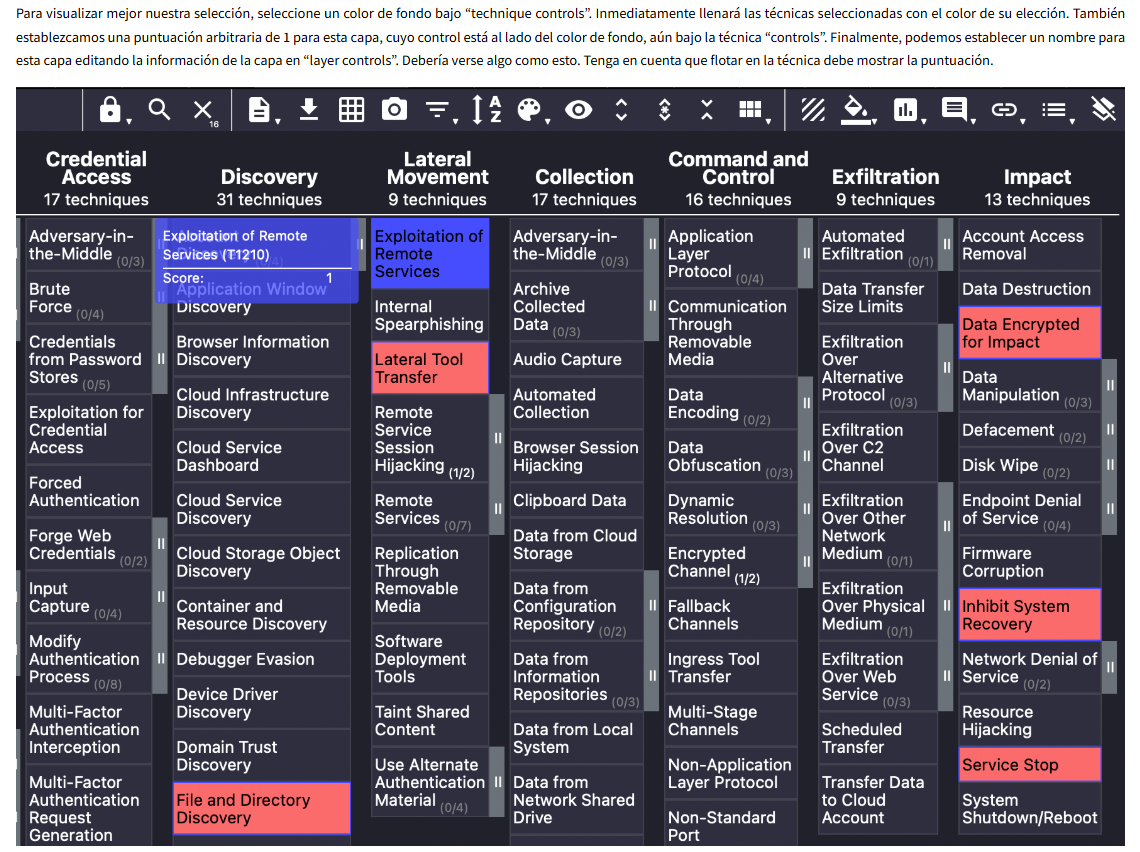 Para visualizar mejor nuestra selección, seleccione un color de fondo bajo “technique controls”. Inmediatamente llenará las técnicas seleccionadas con el color de su elección. También
establezcamos una puntuación arbitraria de 1 para esta capa, cuyo control está al lado del color de fondo, aún bajo la técnica “controls”. Finalmente, podemos establecer un nombre para
esta capa editando la información de la capa en “layer controls”. Debería verse algo como esto. Tenga en cuenta que flotar en la técnica debe mostrar la puntuación.
16
Credential
Access
17 techniques
Adversary-in-
the-Middle (0/3)
Brute
Force (0/4)
Credentials
from Password
Stores (0/5)
Exploitation for
Credential
Access
Forced
Authentication
Forge Web
Credentials (0/2)
Input
Capture (0/4)
Modify
Authentication
Process (0/8)
Multi-Factor
Authentication
Interception
Multi-Factor
Authentication
Request
Generation
Discovery
31 techniques
Exploitation of Remote
Services (T1210)
Score: 1
Application Window
Discovery
Browser Information
Discovery
Cloud Infrastructure
Discovery
Cloud Service
Dashboard
Cloud Service
Discovery
Cloud Storage Object
Discovery
Container and
Resource Discovery
Debugger Evasion
Device Driver
Discovery
Domain Trust
Discovery
File and Directory
Discovery
Lateral
Movement
9 techniques
Exploitation of
Remote
Services
Internal
Spearphishing
Lateral Tool
Transfer
Remote
Service
Session
Hijacking (1/2)
Remote
Services (0/7)
Replication
Through
Removable
Media
Software
Deployment
Tools
Taint Shared
Content
Use Alternate
Authentication
Material (0/4)
Collection
17 techniques
Adversary-in-
the-Middle (0/3)
Archive
Collected
Data (0/3)
Audio Capture
Automated
Collection
Browser Session
Hijacking
Clipboard Data
Data from Cloud
Storage
Data from
Configuration
Repository (0/2)
Data from
Information
Repositories (0/3)
Data from Local
System
Data from
Network Shared
Drive
Command and
Control
16 techniques
Application
Layer
Protocol (0/4)
Communication
Through
Removable
Media
Data
Encoding (0/2)
Data
Obfuscation (0/3)
Dynamic
Resolution (0/3)
Encrypted
Channel (1/2)
Fallback
Channels
Ingress Tool
Transfer
Multi-Stage
Channels
Non-Application
Layer Protocol
Non-Standard
Port
Exfiltration
9 techniques
Automated
Exfiltration (0/1)
Data Transfer
Size Limits
Exfiltration
Over
Alternative
Protocol (0/3)
Exfiltration
Over C2
Channel
Exfiltration
Over Other
Network
Medium (0/1)
Exfiltration
Over Physical
Medium (0/1)
Exfiltration
Over Web
Service (0/3)
Scheduled
Transfer
Transfer Data
to Cloud
Account
Impact
13 techniques
Account Access
Removal
Data Destruction
Data Encrypted
for Impact
Data
Manipulation (0/3)
Defacement (0/2)
Disk Wipe (0/2)
Endpoint Denial
of Service (0/4)
Firmware
Corruption
Inhibit System
Recovery
Network Denial of
Service (0/2)
Resource
Hijacking
Service Stop
System
Shutdown/Reboot